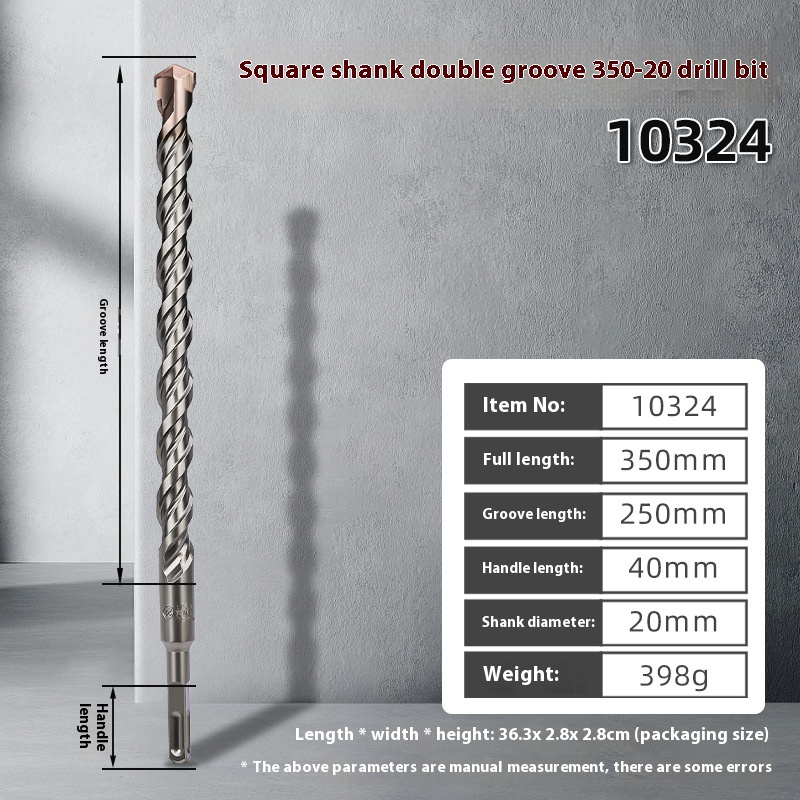 Square shank double groove 350-20 drill bit
10324
Groove length
Item No: 10324
Full length: 350mm
Groove length: 250mm
Handle length: 40mm
Shank diameter: 20mm
Weight: 398g
Handle
length
Length * width * height: 36.3x 2.8x 2.8cm (packaging size)
* The above parameters are manual measurement, there are some errors